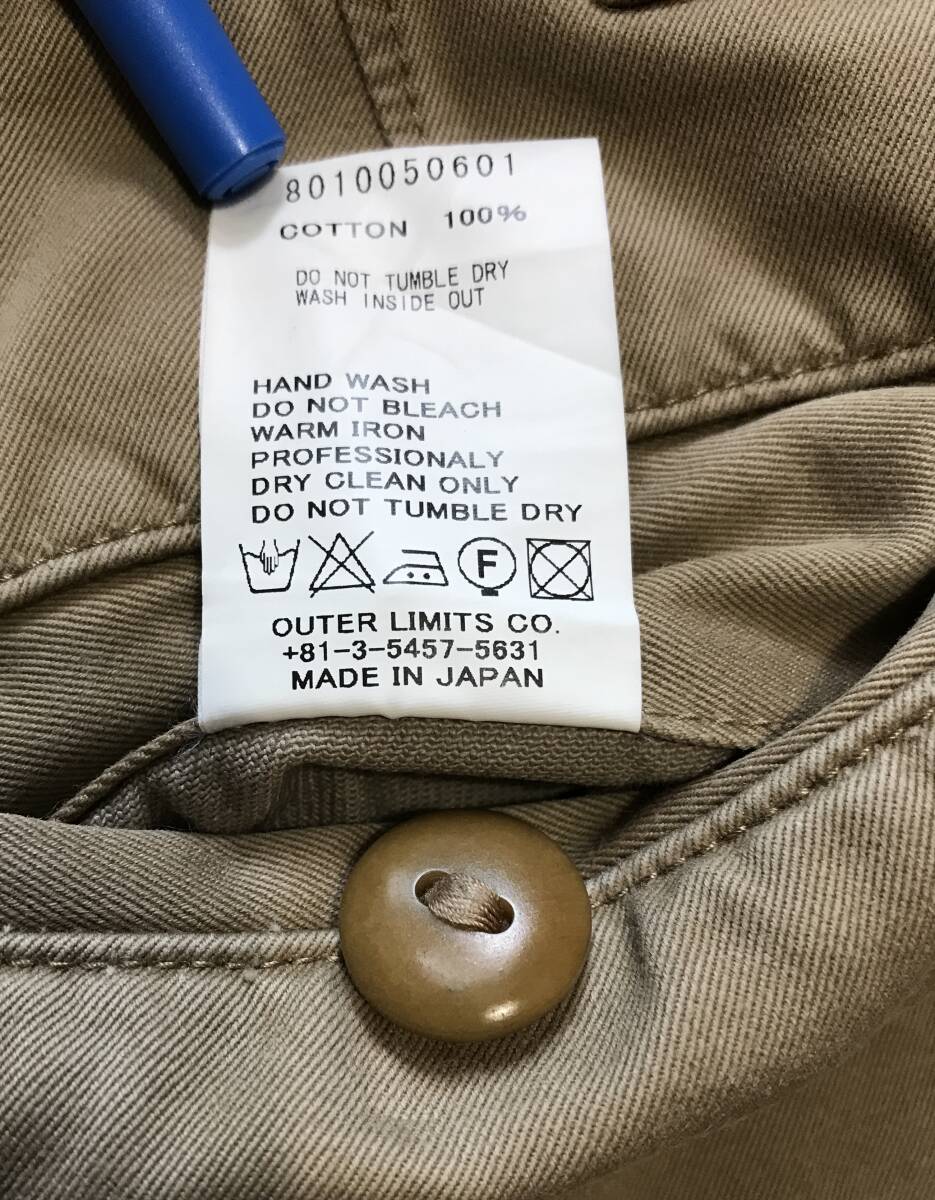 8010050601
COTTON 100%
DO NOT TUMBLE DRY
WASH INSIDE OUT
HAND WASH
DO NOT BLEACH
WARM IRON
PROFESSIONALY
DRY CLEAN ONLY
DO NOT TUMBLE DRY
F
OUTER LIMITS CO.
+81-3-5457-5631
MADE IN JAPAN